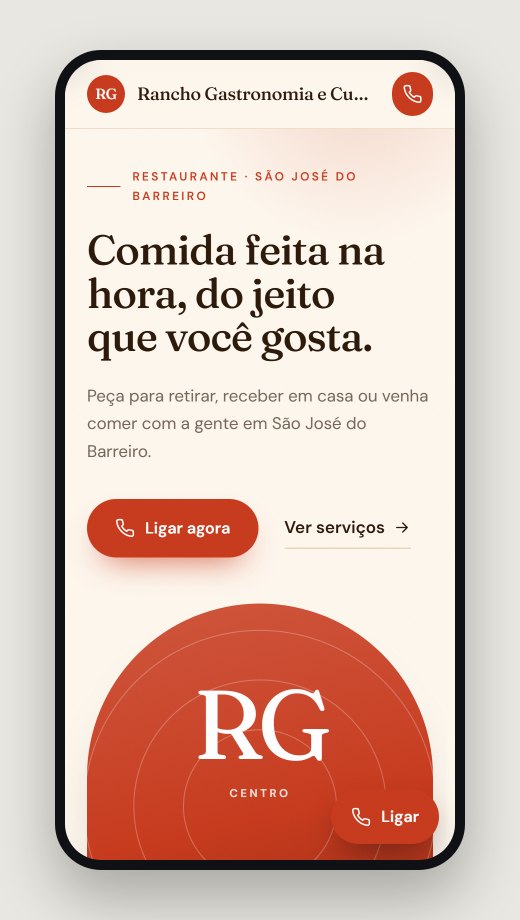 RG Rancho Gastronomia e Cu...
RESTAURANTE · SÃO JOSÉ DO
BARREIRO
Comida feita na
hora, do jeito
que você gosta.
Peça para retirar, receber em casa ou venha
comer com a gente em São José do
Barreiro.
Ligar agora Ver serviços →
RG
CENTRO
Ligar